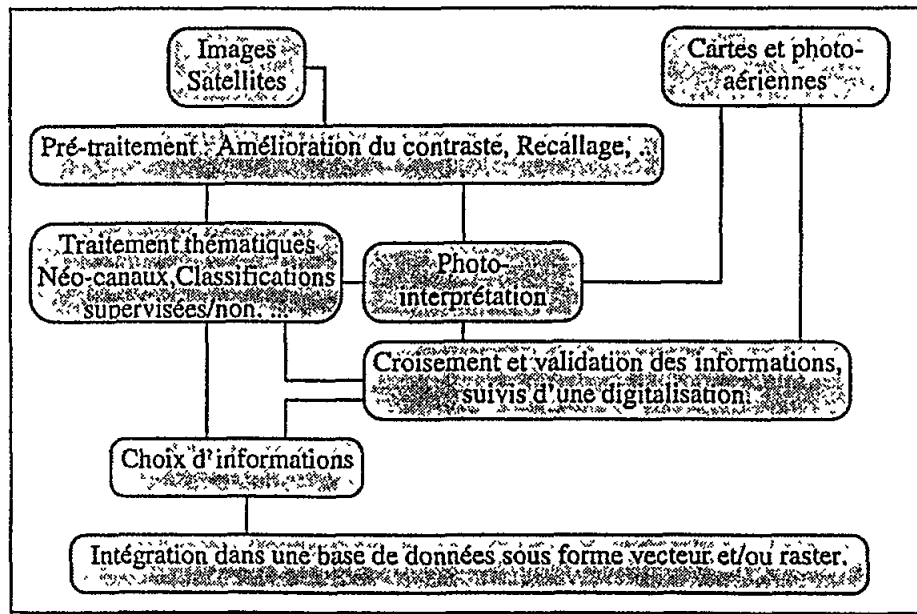 Images
Satellites
Cartes et photo-
aériennes
Pré-traitement : Amélioration du contraste, Recallage, ..
Traitement thématiques
Néo-canaux,Classifications
supervisées/non. ...
Photo-
interprétation
Croisement et validation des informations,
suivis d'une digitalisation.
Choix d'informations
Intégration dans une base de données sous forme vecteur et/ou raster.